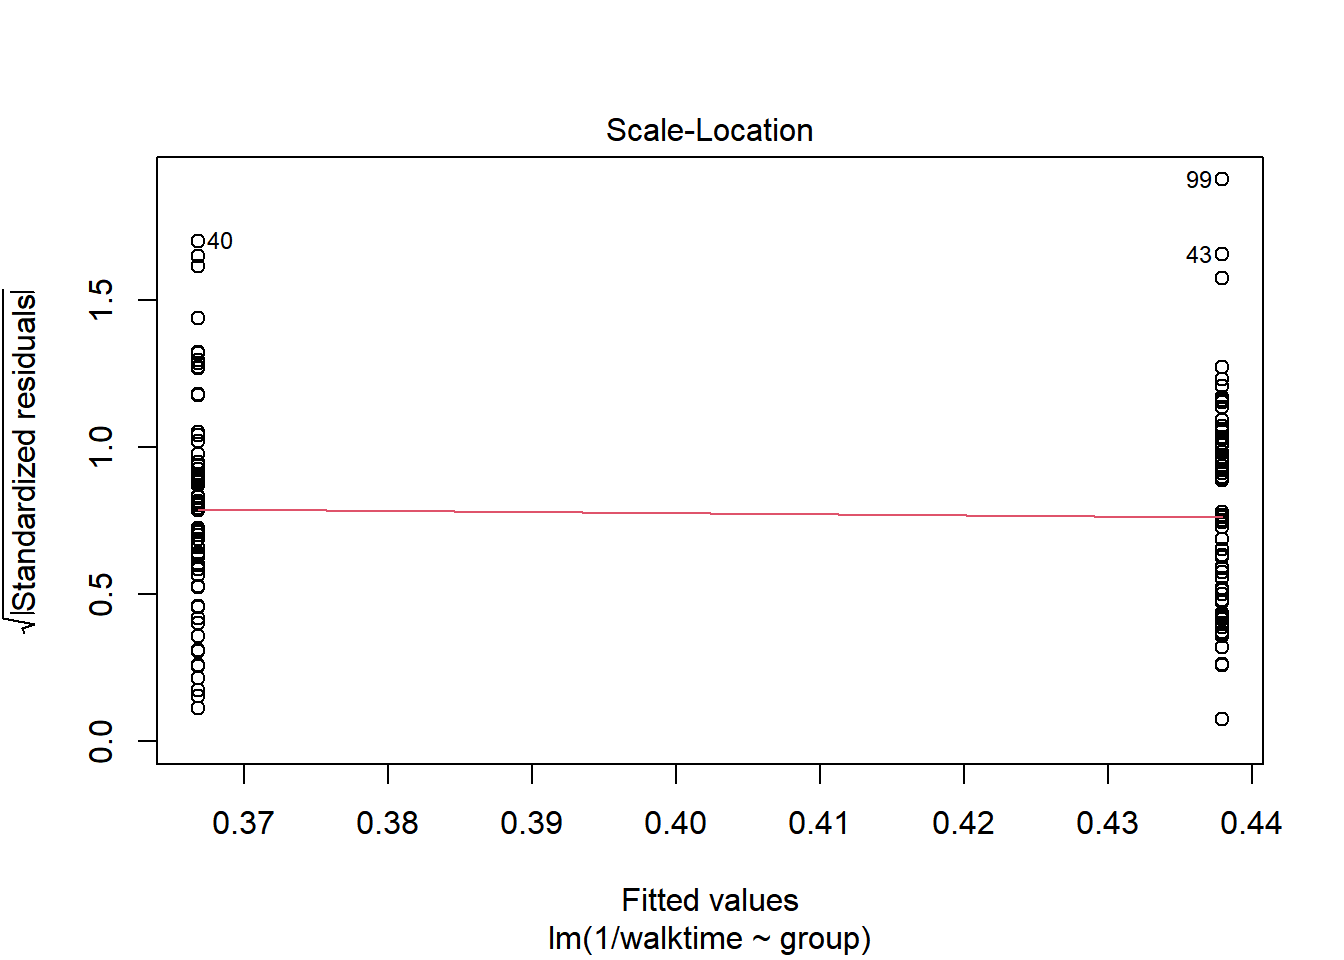 Scale-Location
√|Standardized residuals|
1.5
1.0
0.5
0.0
40
99
43
0.37 0.38 0.39 0.40 0.41 0.42 0.43 0.44
Fitted values
lm(1/walktime ~ group)